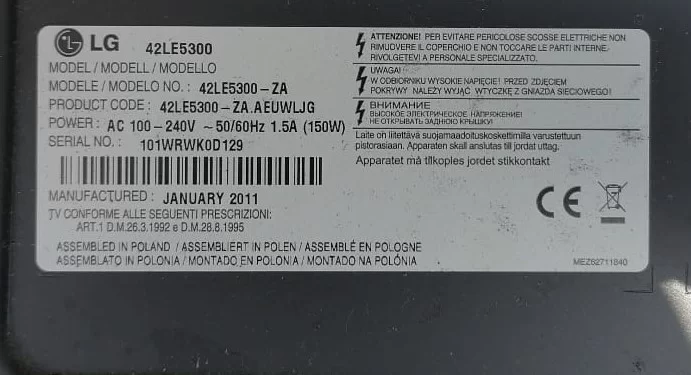 LG 42LE5300
MODEL / MODELL / MODELLO
MODELE / MODELO NO. : 42LE5300-ZA
PRODUCT CODE : 42LE5300-ZA.AEUWLJG
POWER : AC 100-240V ~50/60Hz 1.5A (150W)
SERIAL NO. : 101WRWK0D129
MANUFACTURED : JANUARY 2011
TV CONFORME ALLE SEGUENTI PRESCRIZIONI:
ART.1 D.M.26.3.1992 e D.M.28.8.1995
ASSEMBLED IN POLAND / ASSEMBLIERT IN POLEN / ASSEMBLÉ EN POLOGNE
ASSEMBLATO IN POLONIA / MONTADO EN POLONIA / MONTADO NA POLÓNIA
ATTENZIONE! PER EVITARE PERICOLOSE SCOSSE ELETTRICHE NON
RIMUOVERE IL COPERCHIO E NON TOCCARE LE PARTI INTERNE.
RIVOLGETEVI A PERSONALE SPECIALIZZATO.
UWAGA!
W ODBIORNIKU WYSOKIE NAPIĘCIE! PRZED ZDJĘCIEM
POKRYWY NALEŻY WYJĄĆ WTYCZKĘ Z GNIAZDA SIECIOWEGO!
ВНИМАНИЕ
ВЫСОКОЕ ЭЛЕКТРИЧЕСКОЕ НАПРЯЖЕНИЕ!
НЕ ОТКРЫВАТЬ ЗАДНЮЮ КРЫШКУ!
Laite on liitettävä suojamaadoituskoskettimilla varustettuun
pistorasiaan. Apparaten skall anslutas till jordat uttag.
Apparatet må tilkoples jordet stikkontakt
CE
MEZ62711840